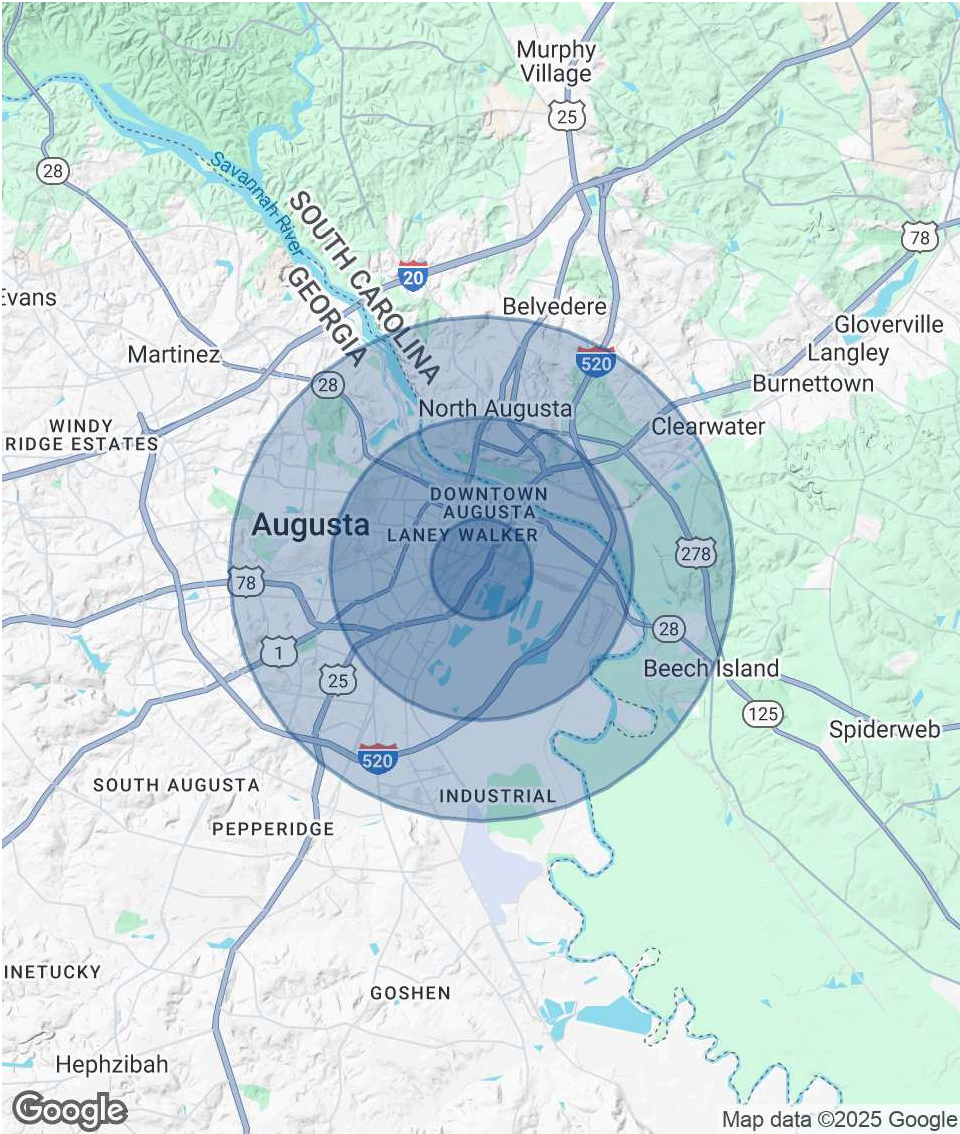 Murphy
Village
25
28
Savannah River
SOUTH CAROLINA
78
20
GEORGIA
Evans
Belvedere
Gloverville
Langley
Martinez
520
28
Burnettown
North Augusta
WINDY
RIDGE ESTATES
Clearwater
DOWNTOWN
AUGUSTA
Augusta
LANEY WALKER
278
78
28
1
Beech Island
25
125
Spiderweb
520
SOUTH AUGUSTA
INDUSTRIAL
PEPPERIDGE
INETUCKY
GOSHEN
Hephzibah
Google
Map data ©2025 Google